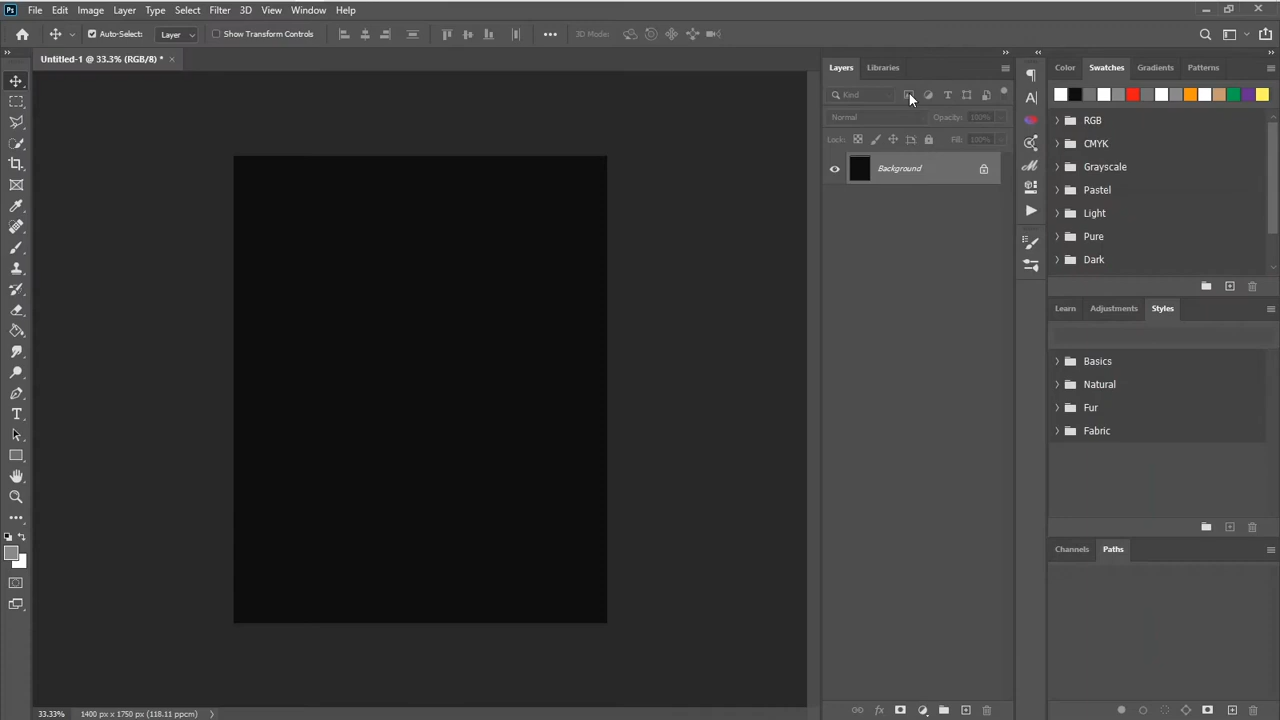 Ps File Edit Image Layer Type Select Filter 3D View Window Help
Auto-Select: Layer Show Transform Controls 3D Mode:
Untitled-1 @ 33.3% (RGB/8) *
Layers Libraries
Kind
Normal Opacity: 100%
Lock: Fill: 100%
Background
Color Swatches Gradients Patterns
RGB
CMYK
Grayscale
Pastel
Light
Pure
Dark
Learn Adjustments Styles
Basics
Natural
Fur
Fabric
Channels Paths
33.33% 1400 px x 1750 px (118.11 ppcm)